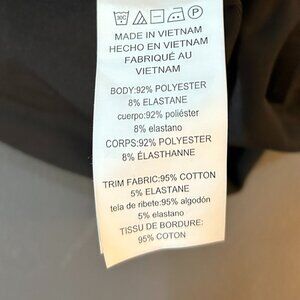 30C P
MADE IN VIETNAM
HECHO EN VIETNAM
FABRIQUÉ AU
VIETNAM
BODY:92% POLYESTER
8% ELASTANE
cuerpo:92% poliéster
8% elastano
CORPS:92% POLYESTER
8% ÉLASTHANNE
TRIM FABRIC:95% COTTON
5% ELASTANE
tela de ribete:95% algodón
5% elastano
TISSU DE BORDURE:
95% COTON